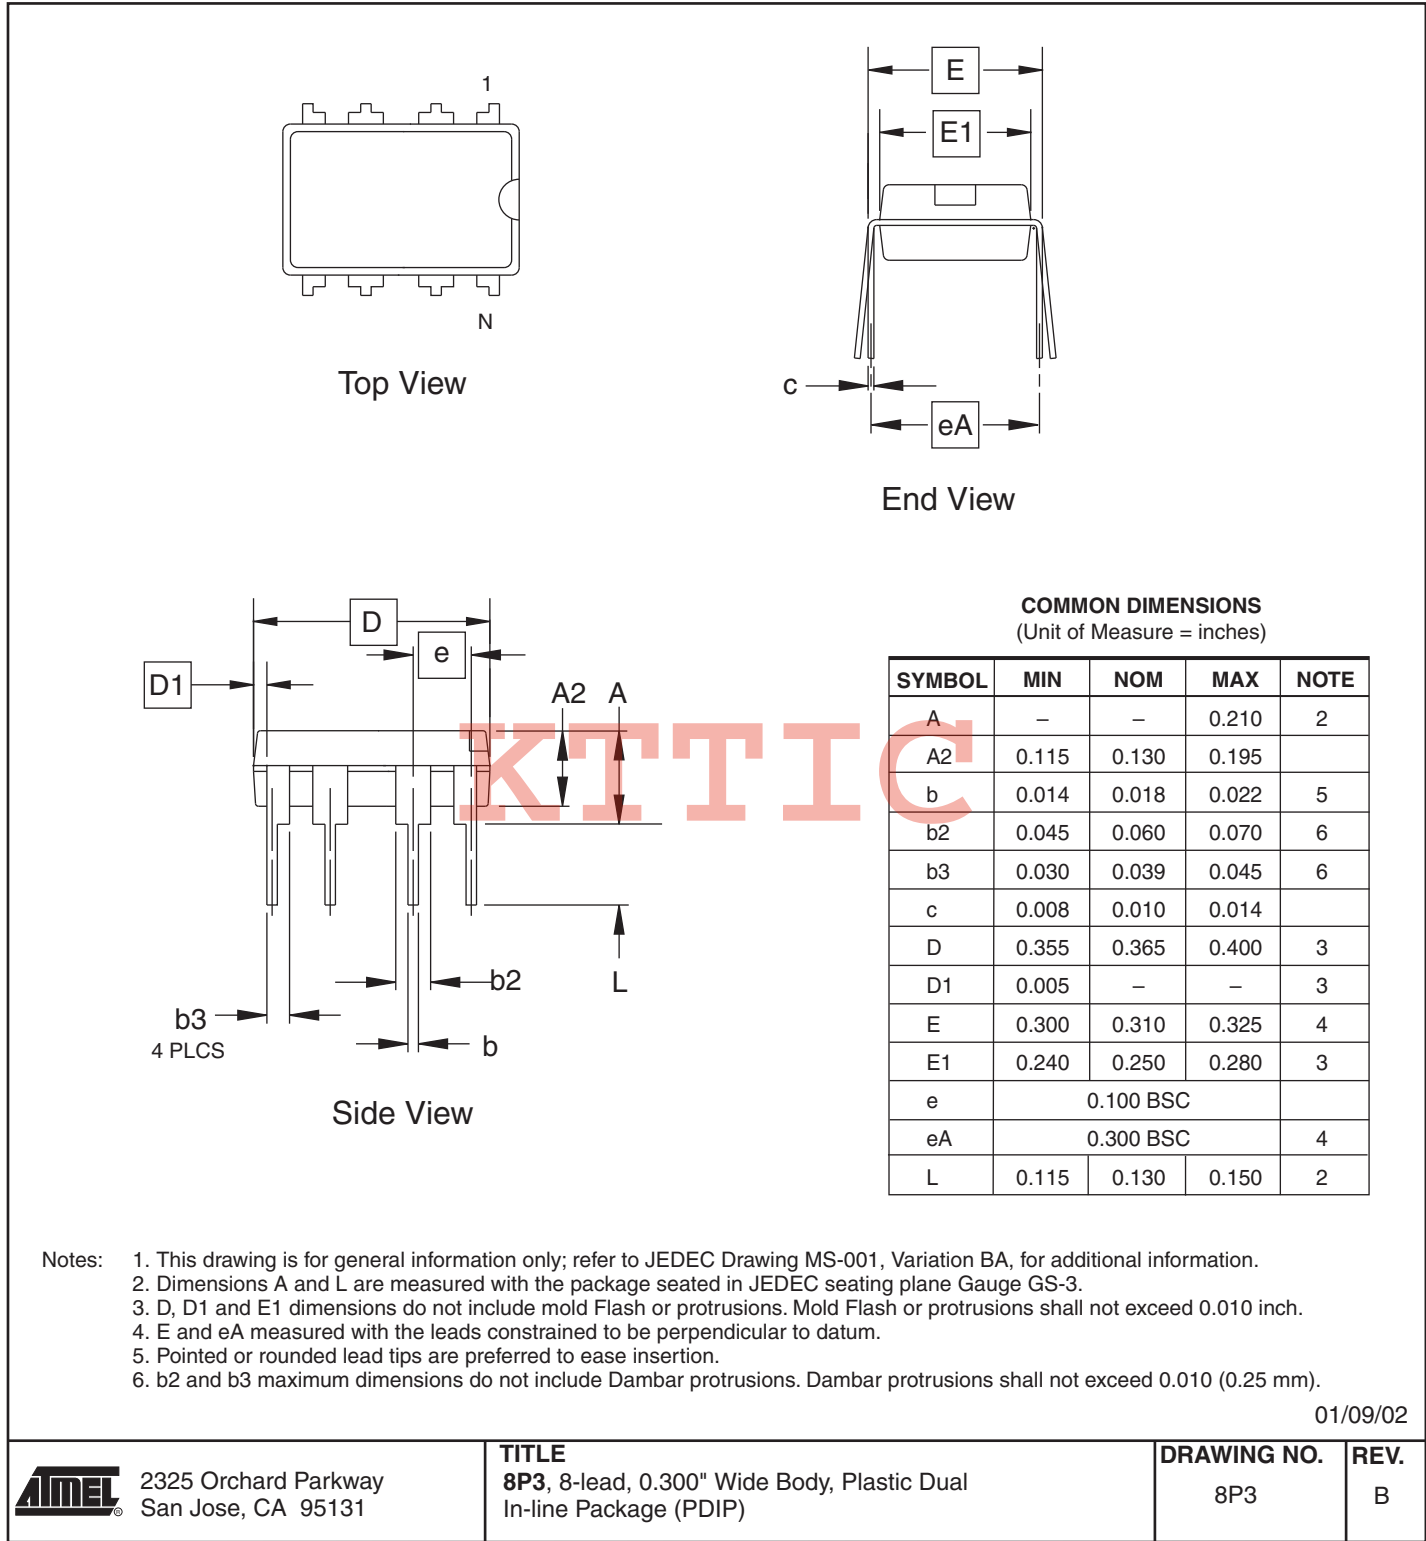 1
N
Top View
E
E1
c
eA
End View
D
e
D1
A2 A
b2
L
b3
4 PLCS
b
Side View
KTTIC
COMMON DIMENSIONS
(Unit of Measure = inches)
SYMBOL MIN NOM MAX NOTE
A – – 0.210 2
A2 0.115 0.130 0.195
b 0.014 0.018 0.022 5
b2 0.045 0.060 0.070 6
b3 0.030 0.039 0.045 6
c 0.008 0.010 0.014
D 0.355 0.365 0.400 3
D1 0.005 – – 3
E 0.300 0.310 0.325 4
E1 0.240 0.250 0.280 3
e 0.100 BSC
eA 0.300 BSC 4
L 0.115 0.130 0.150 2
Notes: 1. This drawing is for general information only; refer to JEDEC Drawing MS-001, Variation BA, for additional information.
2. Dimensions A and L are measured with the package seated in JEDEC seating plane Gauge GS-3.
3. D, D1 and E1 dimensions do not include mold Flash or protrusions. Mold Flash or protrusions shall not exceed 0.010 inch.
4. E and eA measured with the leads constrained to be perpendicular to datum.
5. Pointed or rounded lead tips are preferred to ease insertion.
6. b2 and b3 maximum dimensions do not include Dambar protrusions. Dambar protrusions shall not exceed 0.010 (0.25 mm).
01/09/02
ATMEL ®
2325 Orchard Parkway
San Jose, CA 95131
TITLE
8P3, 8-lead, 0.300" Wide Body, Plastic Dual
In-line Package (PDIP)
DRAWING NO.
8P3
REV.
B